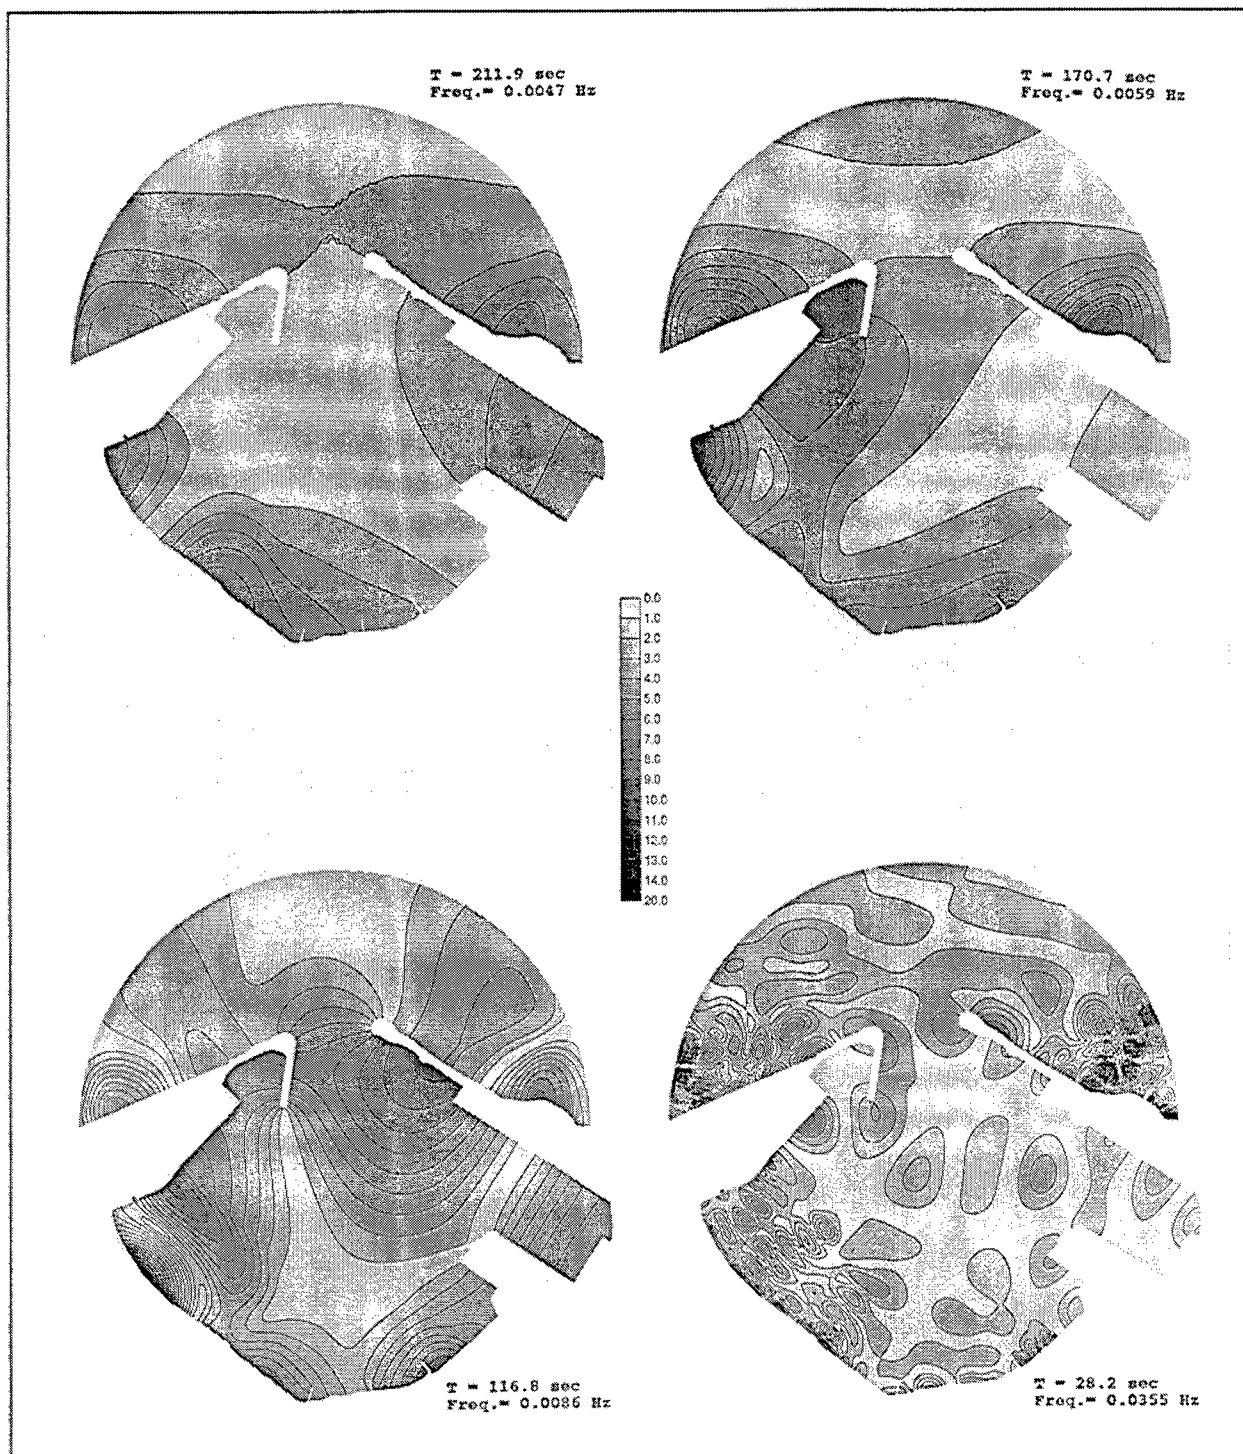 T = 211.9 sec
Freq.= 0.0047 Hz
T = 170.7 sec
Freq.= 0.0059 Hz
0.0
1.0
2.0
3.0
4.0
5.0
6.0
7.0
8.0
9.0
10.0
11.0
12.0
13.0
14.0
20.0
T = 116.8 sec
Freq.= 0.0086 Hz
T = 28.2 sec
Freq.= 0.0355 Hz